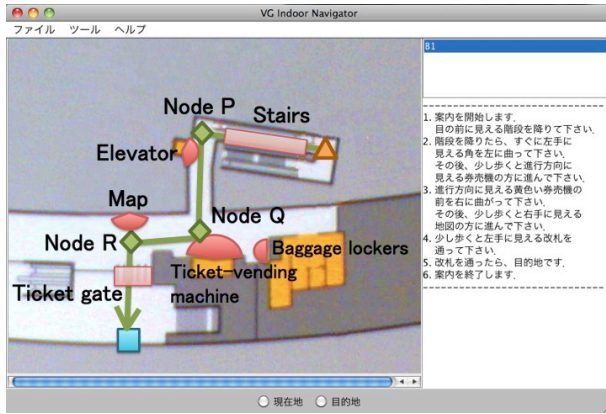 VG Indoor Navigator
ファイル ツール ヘルプ
B1
Node P
Stairs
Elevator
Map
Node Q
Node R
Baggage lockers
Ticket-vending
machine
Ticket gate
1. 案内を開始します.
目の前に見える階段を降りて下さい.
2. 階段を降りたら、すぐに左手に
見える角を左に曲って下さい.
その後、少し歩くと進行方向に
見える券売機の方に進んで下さい.
3. 進行方向に見える黄色い券売機の
前を右に曲がって下さい.
その後、少し歩くと右手に見える
地図の方に進んで下さい.
4. 少し歩くと左手に見える改札を
通って下さい.
5. 改札を通ったら、目的地です.
6. 案内を終了します.
現在地 目的地